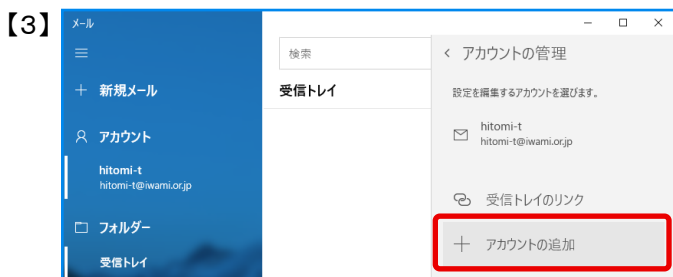 【3】
メール
新規メール
アカウント
hitomi-t
hitomi-t@iwami.or.jp
フォルダー
受信トレイ
検索
受信トレイ
アカウントの管理
設定を編集するアカウントを選びます。
hitomi-t
hitomi-t@iwami.or.jp
受信トレイのリンク
アカウントの追加